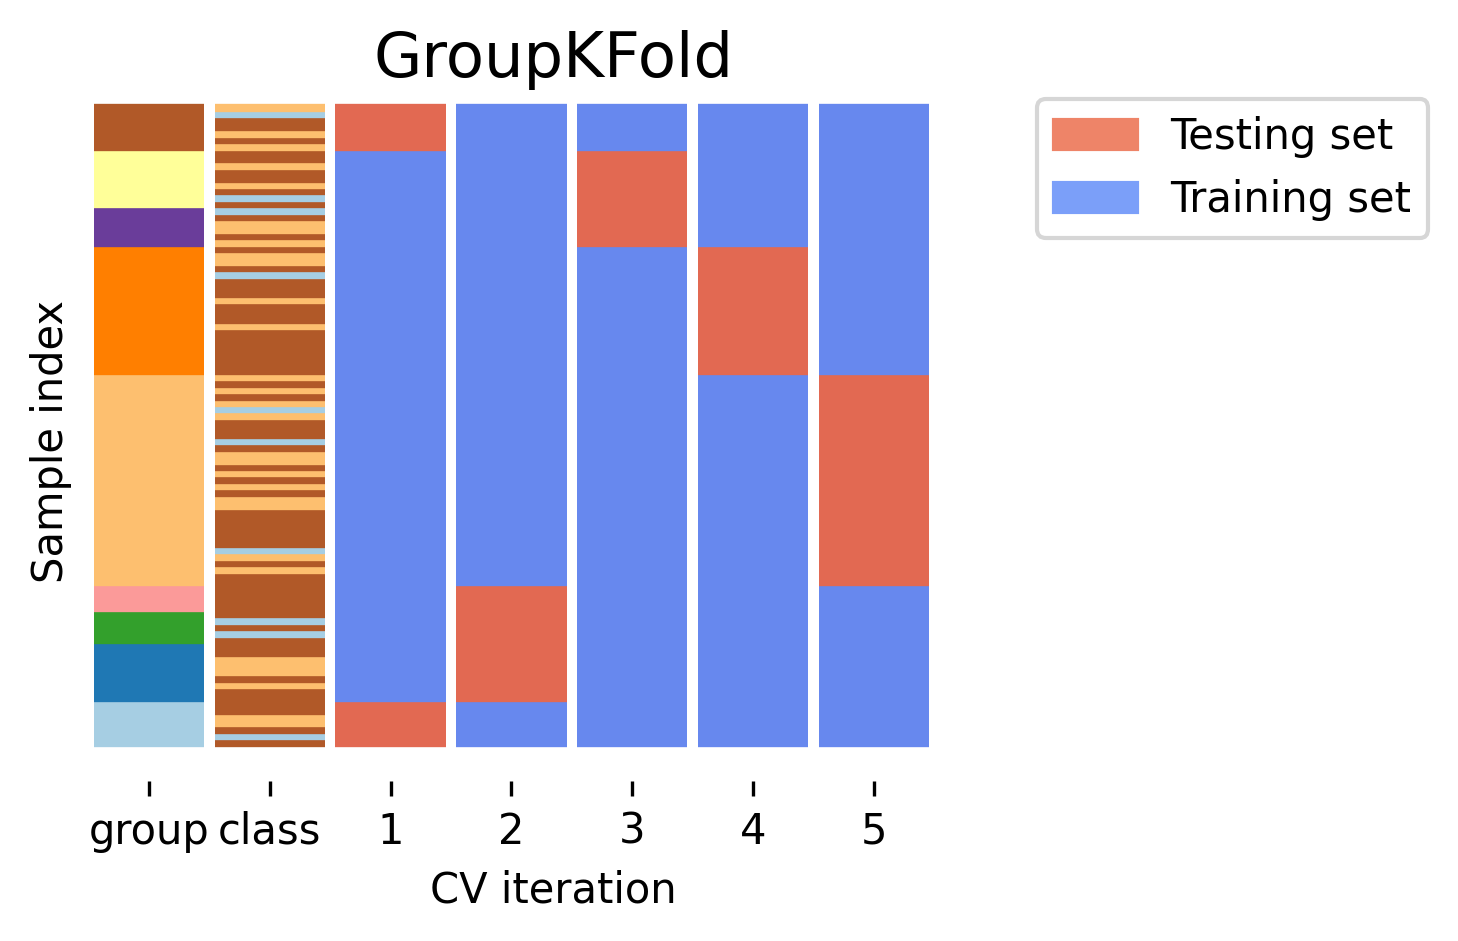 GroupKFold
Testing set
Training set
Sample index
group class 1 2 3 4 5
CV iteration